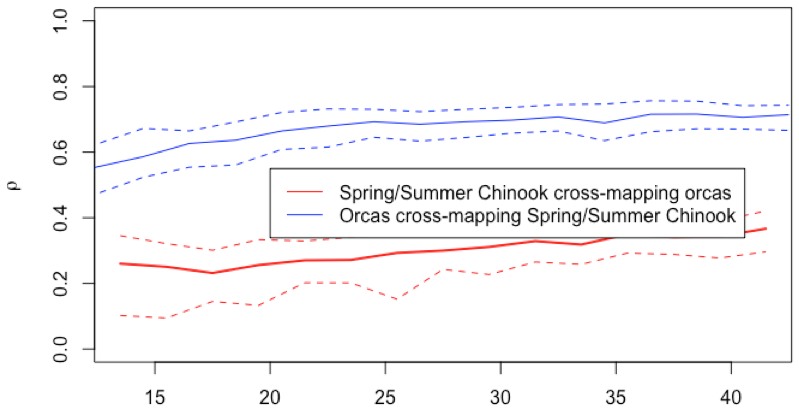 1.0
0.8
0.6
0.4
0.2
0.0
ρ
Spring/Summer Chinook cross-mapping orcas
Orcas cross-mapping Spring/Summer Chinook
15 20 25 30 35 40